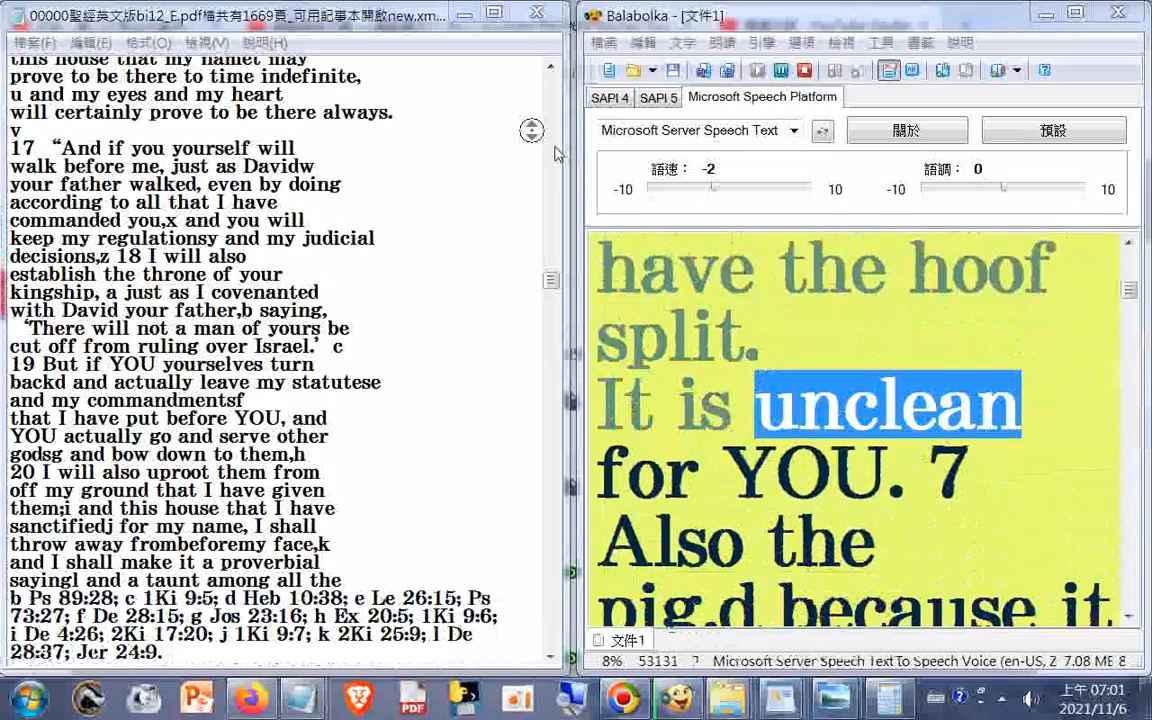 00000聖經英文版bi12_E.pdf檔共有1669頁_可用記事本開啟new.xm...
檔案(F) 編輯(E) 格式(O) 檢視(V) 說明(H)
this house that my namet may
prove to be there to time indefinite,
u and my eyes and my heart
will certainly prove to be there always.
v
17 “And if you yourself will
walk before me, just as Davidw
your father walked, even by doing
according to all that I have
commanded you,x and you will
keep my regulationsy and my judicial
decisions,z 18 I will also
establish the throne of your
kingship, a just as I covenanted
with David your father,b saying,
‘There will not a man of yours be
cut off from ruling over Israel.’ c
19 But if YOU yourselves turn
backd and actually leave my statutese
and my commandmentsf
that I have put before YOU, and
YOU actually go and serve other
godsg and bow down to them,h
20 I will also uproot them from
off my ground that I have given
them;i and this house that I have
sanctifiedj for my name, I shall
throw away frombeforemy face,k
and I shall make it a proverbial
sayingl and a taunt among all the
b Ps 89:28; c 1Ki 9:5; d Heb 10:38; e Le 26:15; Ps
73:27; f De 28:15; g Jos 23:16; h Ex 20:5; 1Ki 9:6;
i De 4:26; 2Ki 17:20; j 1Ki 9:7; k 2Ki 25:9; l De
28:37; Jer 24:9.
Balabolka - [文件1]
檔案 編輯 文字 朗讀 引擎 選項 檢視 工具 書籤 說明
SAPI 4 SAPI 5 Microsoft Speech Platform
Microsoft Server Speech Text 關於 預設
語速： -2 語調： 0
-10 10 -10 10
have the hoof
split.
It is unclean
for YOU. 7
Also the
pig,d because it
文件1
8% 53131 ? Microsoft Server Speech Text To Speech Voice (en-US, Z 7.08 MB 8
PDF
上午 07:01
2021/11/6